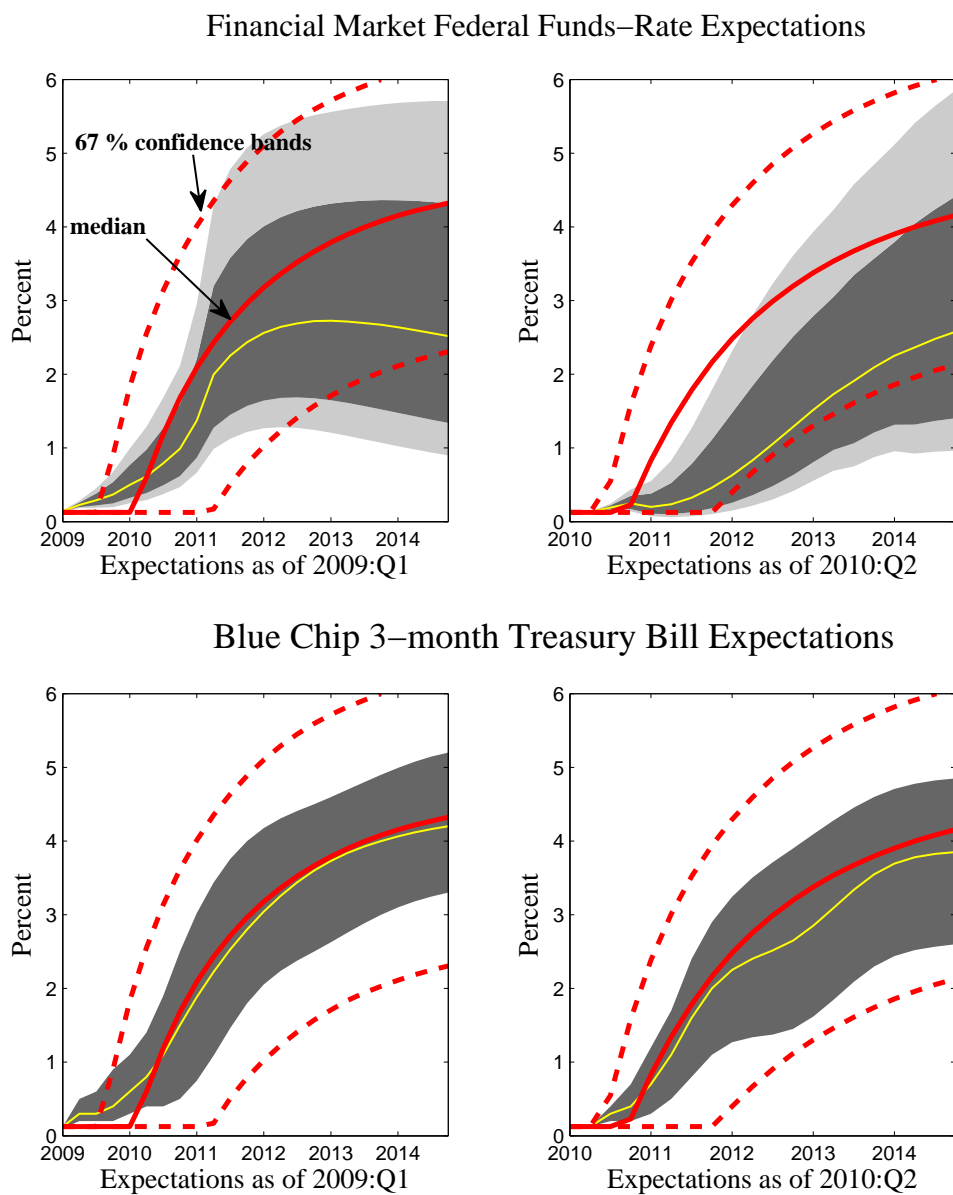 Financial Market Federal Funds−Rate Expectations
6
5
4
3
2
1
0
Percent
67 % confidence bands
median
2009 2010 2011 2012 2013 2014
Expectations as of 2009:Q1
6
5
4
3
2
1
0
Percent
2010 2011 2012 2013 2014
Expectations as of 2010:Q2
Blue Chip 3−month Treasury Bill Expectations
6
5
4
3
2
1
0
Percent
2009 2010 2011 2012 2013 2014
Expectations as of 2009:Q1
6
5
4
3
2
1
0
Percent
2010 2011 2012 2013 2014
Expectations as of 2010:Q2